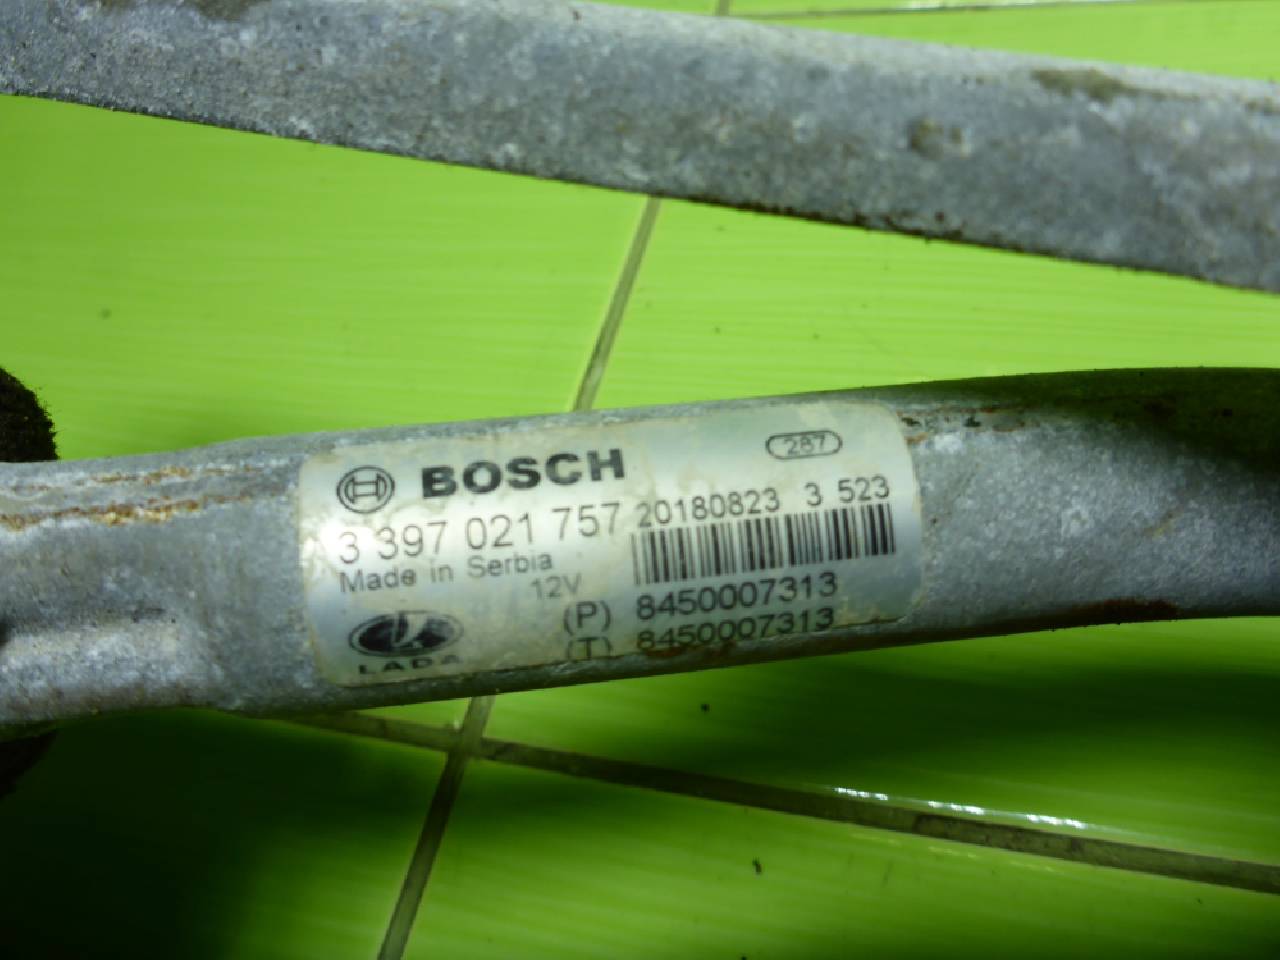 BOSCH 287
3 397 021 757 20180823 3 523
Made in Serbia
12V (P) 8450007313
LADA (T) 8450007313